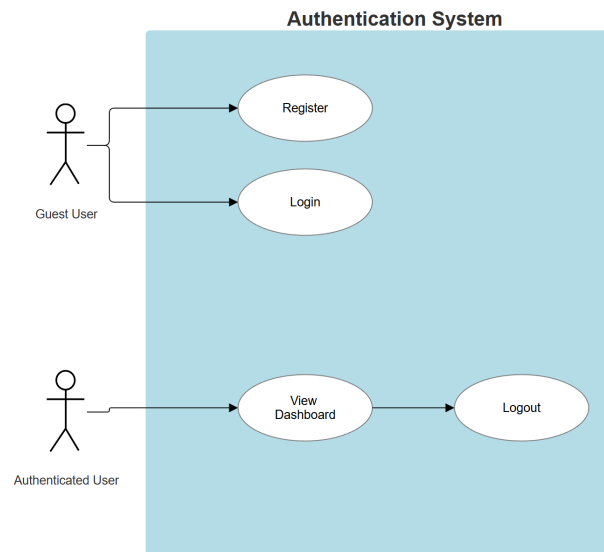 Authentication System
Register
Login
Guest User
View
Dashboard
Logout
Authenticated User